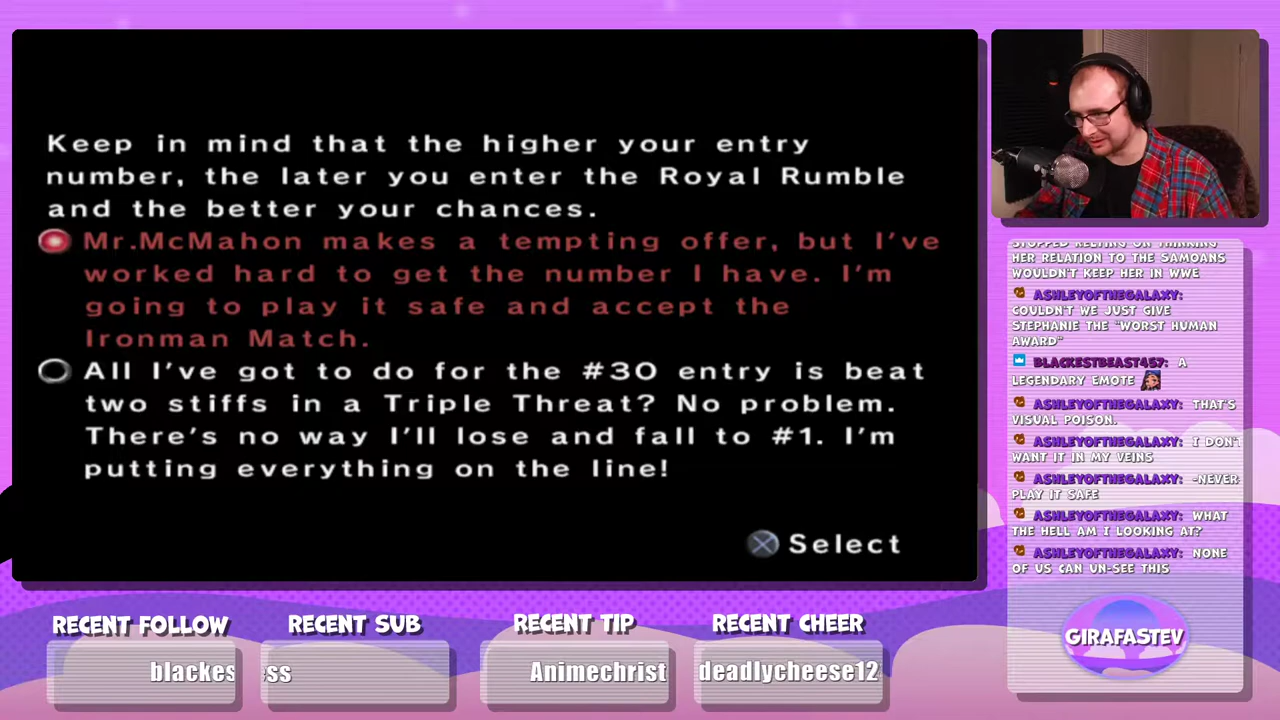 Keep in mind that the higher your entry
number, the later you enter the Royal Rumble
and the better your chances.
Mr.McMahon makes a tempting offer, but I've
worked hard to get the number I have. I'm
going to play it safe and accept the
Ironman Match.
All I've got to do for the #30 entry is beat
two stiffs in a Triple Threat? No problem.
There's no way I'll lose and fall to #1. I'm
putting everything on the line!
Select
STOPPED RELYING ON THINKING
HER RELATION TO THE SAMOANS
WOULDN'T KEEP HER IN WWE
ASHLEYOFTHEGALAXY:
COULDN'T WE JUST GIVE
STEPHANIE THE "WORST HUMAN
AWARD"
BLACKESTBEAST457: A
LEGENDARY EMOTE
ASHLEYOFTHEGALAXY: THAT'S
VISUAL POISON.
ASHLEYOFTHEGALAXY: I DON'T
WANT IT IN MY VEINS
ASHLEYOFTHEGALAXY: -NEVER
PLAY IT SAFE
ASHLEYOFTHEGALAXY: WHAT
THE HELL AM I LOOKING AT?
ASHLEYOFTHEGALAXY: NONE
OF US CAN UN-SEE THIS
GIRAFASTEV
RECENT FOLLOW
blackes
RECENT SUB
ess
RECENT TIP
Animechrist
RECENT CHEER
deadlycheese12